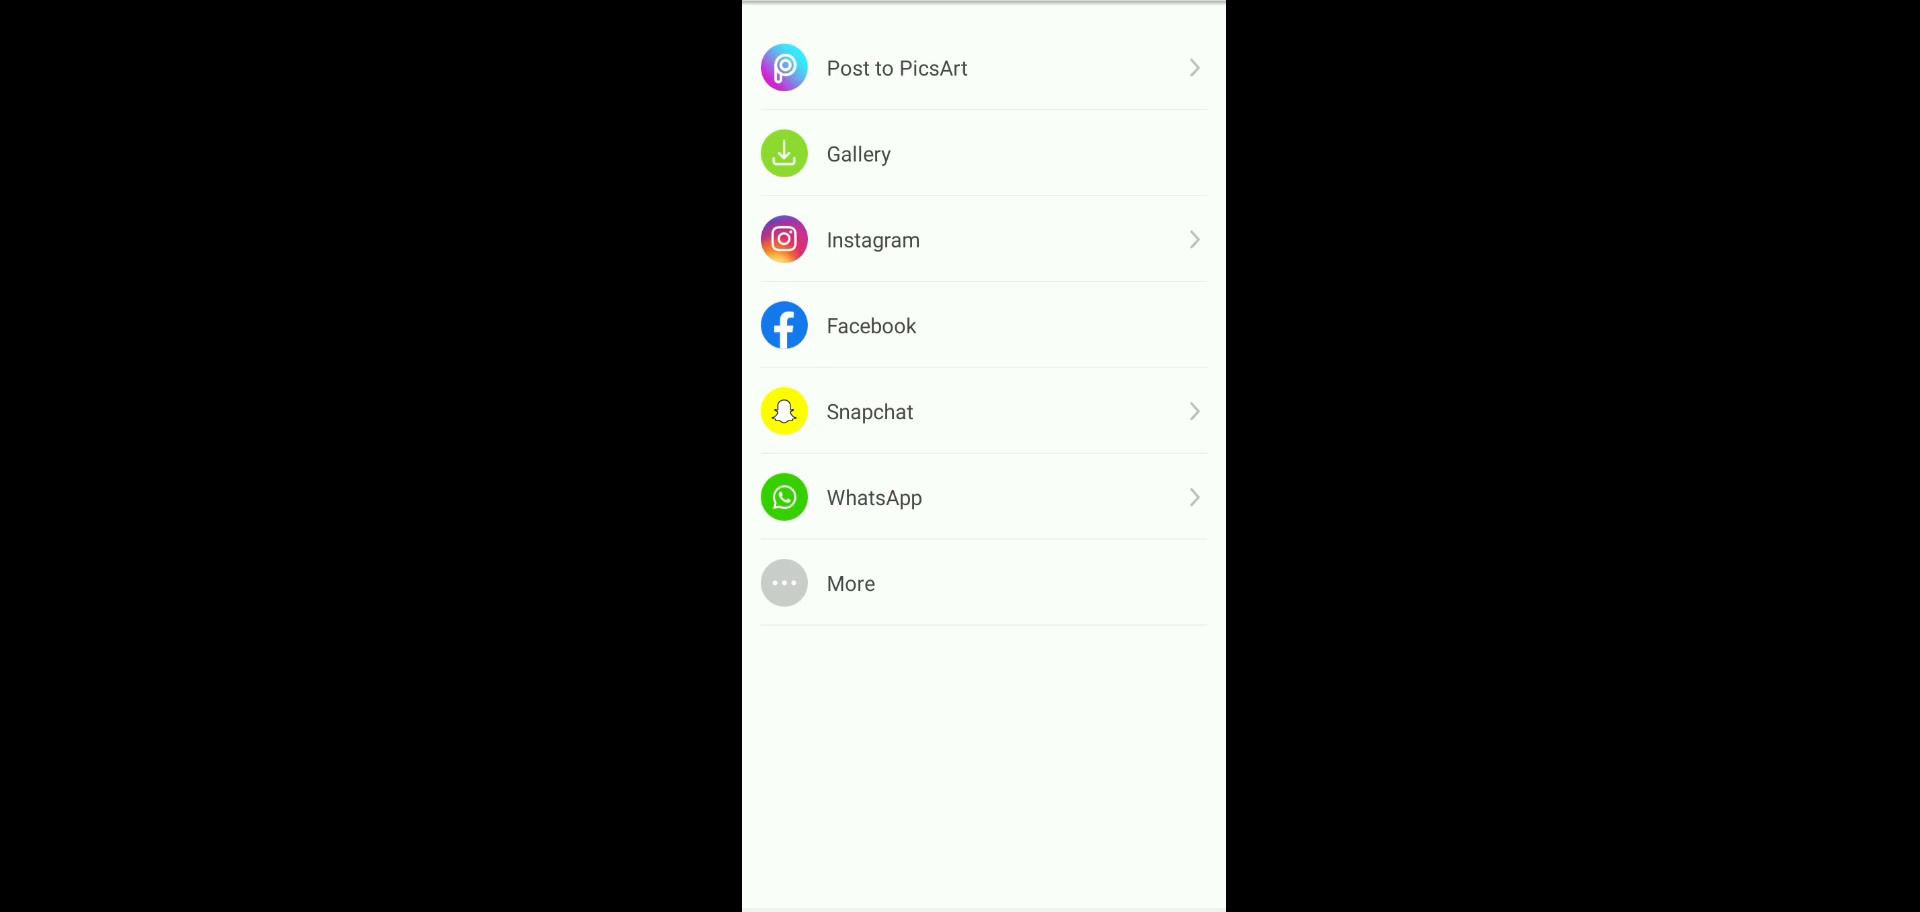 Post to PicsArt
Gallery
Instagram
Facebook
Snapchat
WhatsApp
More